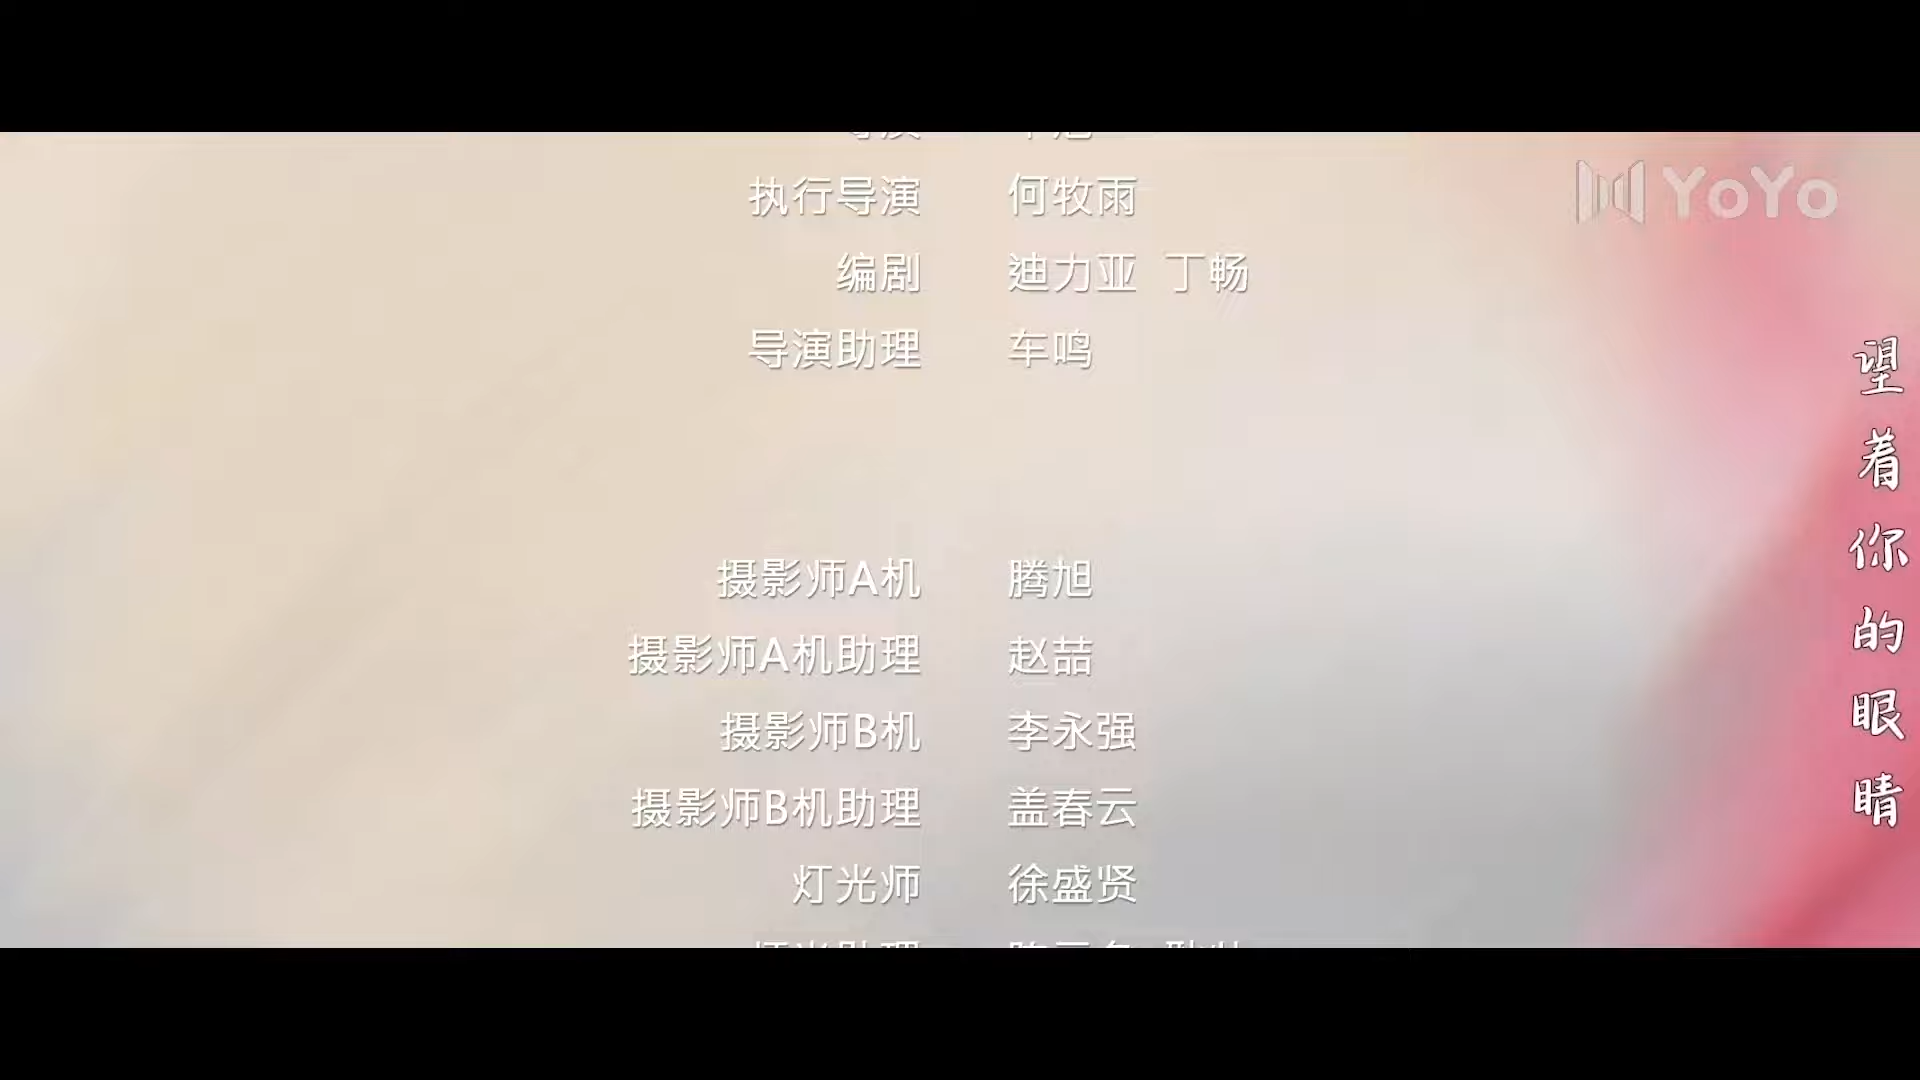 YoYo
执行导演 何牧雨
编剧 迪力亚 丁畅
导演助理 车鸣
摄影师A机 腾旭
摄影师A机助理 赵喆
摄影师B机 李永强
摄影师B机助理 盖春云
灯光师 徐盛贤
望着你的眼睛